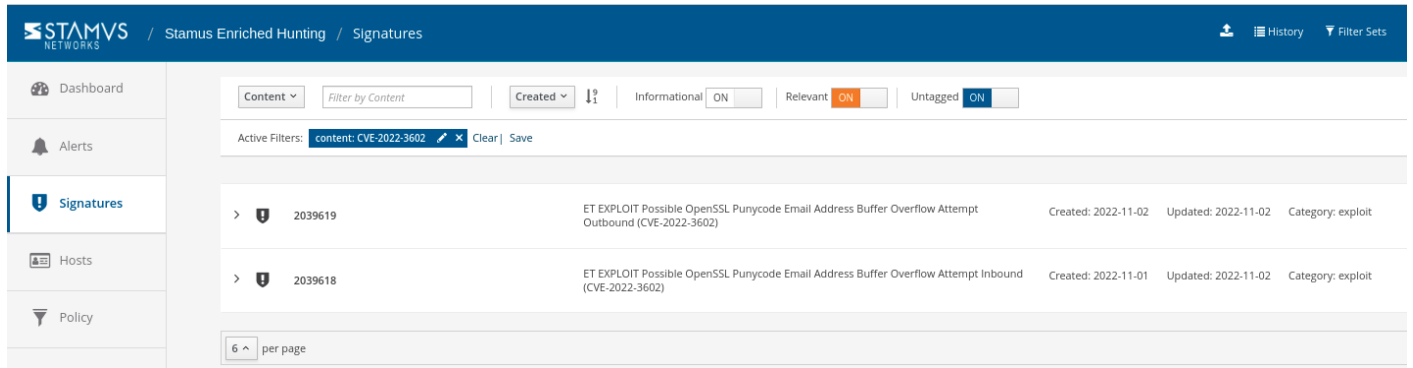 STAMVS
NETWORKS
/ Stamus Enriched Hunting / Signatures
History
Filter Sets
Dashboard
Alerts
Signatures
Hosts
Policy
Content
Filter by Content
Created
Informational ON
Relevant ON
Untagged ON
Active Filters: content: CVE-2022-3602 Clear| Save
2039619
ET EXPLOIT Possible OpenSSL Punycode Email Address Buffer Overflow Attempt
Outbound (CVE-2022-3602)
Created: 2022-11-02 Updated: 2022-11-02 Category: exploit
2039618
ET EXPLOIT Possible OpenSSL Punycode Email Address Buffer Overflow Attempt Inbound
(CVE-2022-3602)
Created: 2022-11-01 Updated: 2022-11-02 Category: exploit
6 per page